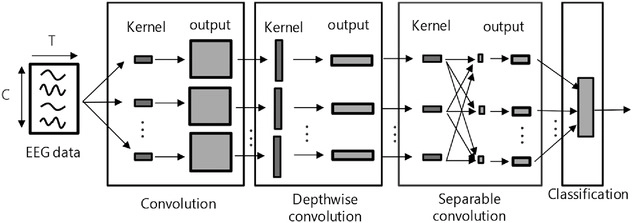 T
C
EEG data
Kernel output
Convolution
Kernel output
Depthwise
convolution
Kernel output
Separable
convolution
Classification